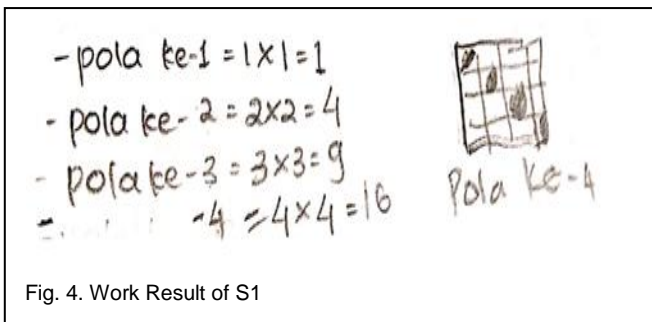 - pola ke-1 = 1X1 = 1
- pola ke-2 = 2x2 = 4
- pola ke-3 = 3x3 = 9
-4 = 4x4 = 16
Pola ke-4
Fig. 4. Work Result of S1